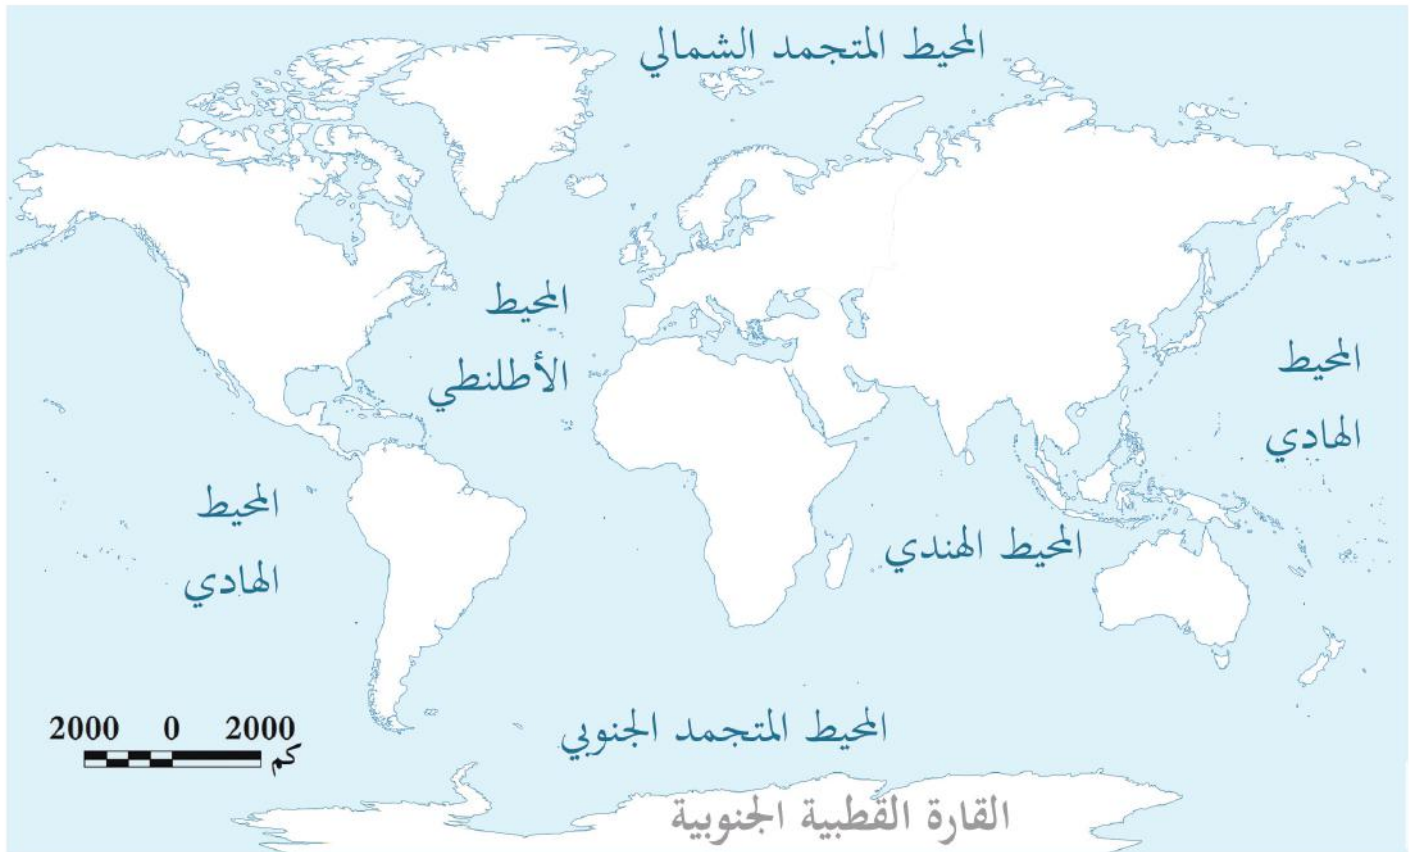 المحيط المتجمد الشمالي
المحيط
الأطلنطي
المحيط
الهادي
المحيط
الهادي
المحيط الهندي
المحيط المتجمد الجنوبي
2000 0 2000
كم
القارة القطبية الجنوبية